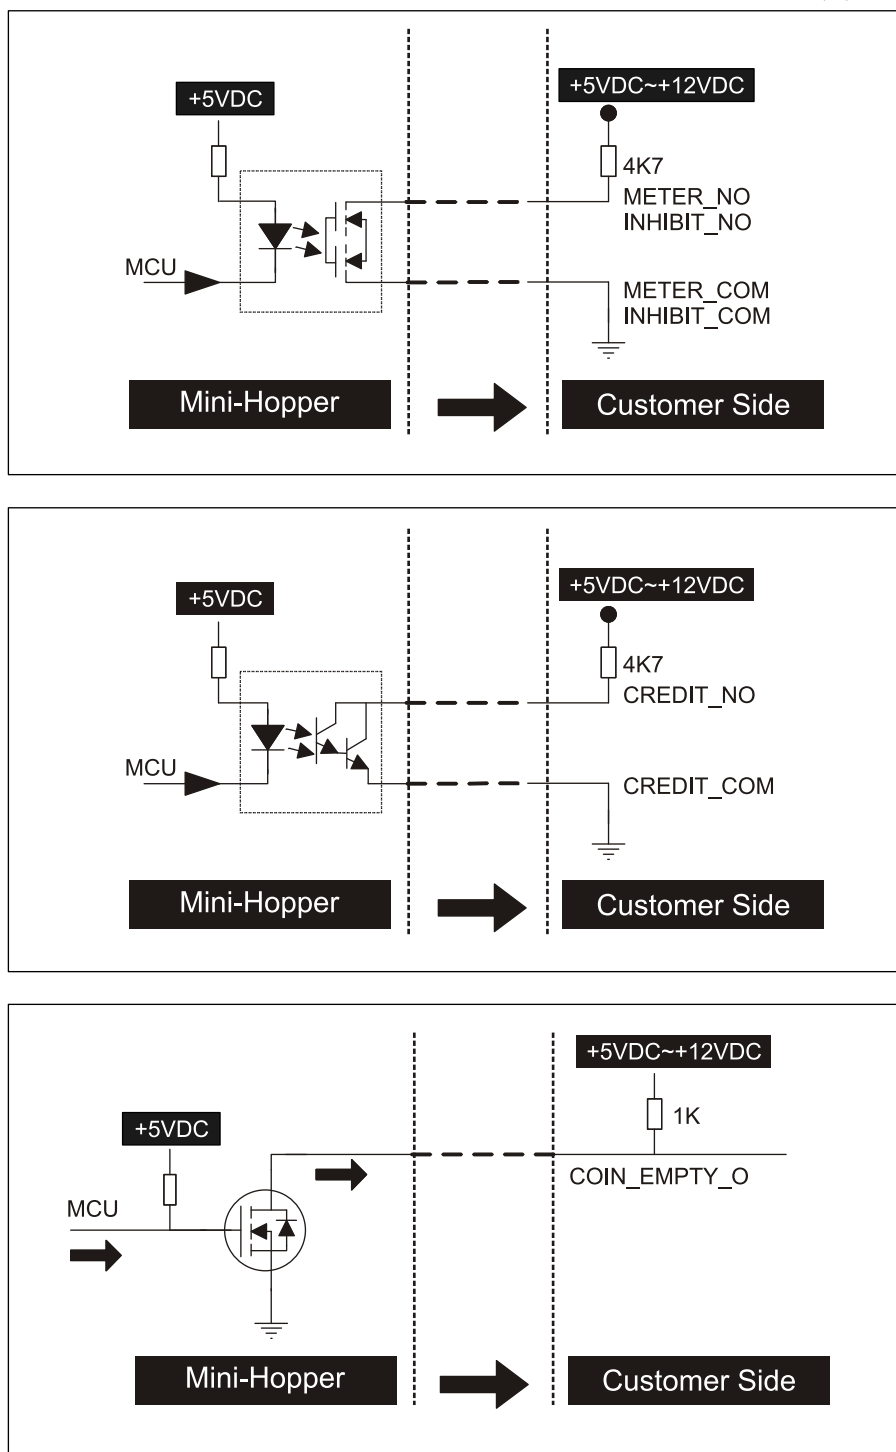 +5VDC
+5VDC~+12VDC
4K7
METER_NO
INHIBIT_NO
MCU
METER_COM
INHIBIT_COM
Mini-Hopper
Customer Side
+5VDC
+5VDC~+12VDC
4K7
CREDIT_NO
MCU
CREDIT_COM
Mini-Hopper
Customer Side
+5VDC~+12VDC
1K
+5VDC
COIN_EMPTY_O
MCU
Mini-Hopper
Customer Side